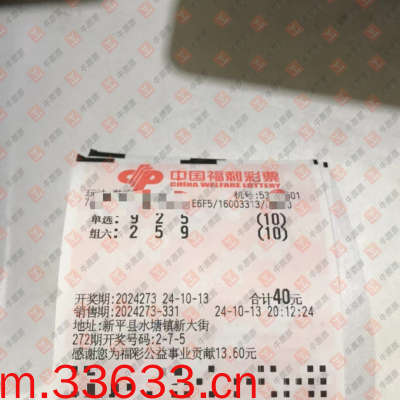 中国福利彩票
CHINA WELFARE LOTTERY
机号:53 01
E6F5/16003313/
单选: 9 2 5 (10)
组六: 2 5 9 (10)
开奖期:2024273 24-10-13 合计40元
销售期:2024273-331 24-10-13 20:12:24
地址:新平县水塘镇新大街
272期开奖号码:2-7-5
感谢您为福彩公益事业贡献13.60元
m.33633.cn